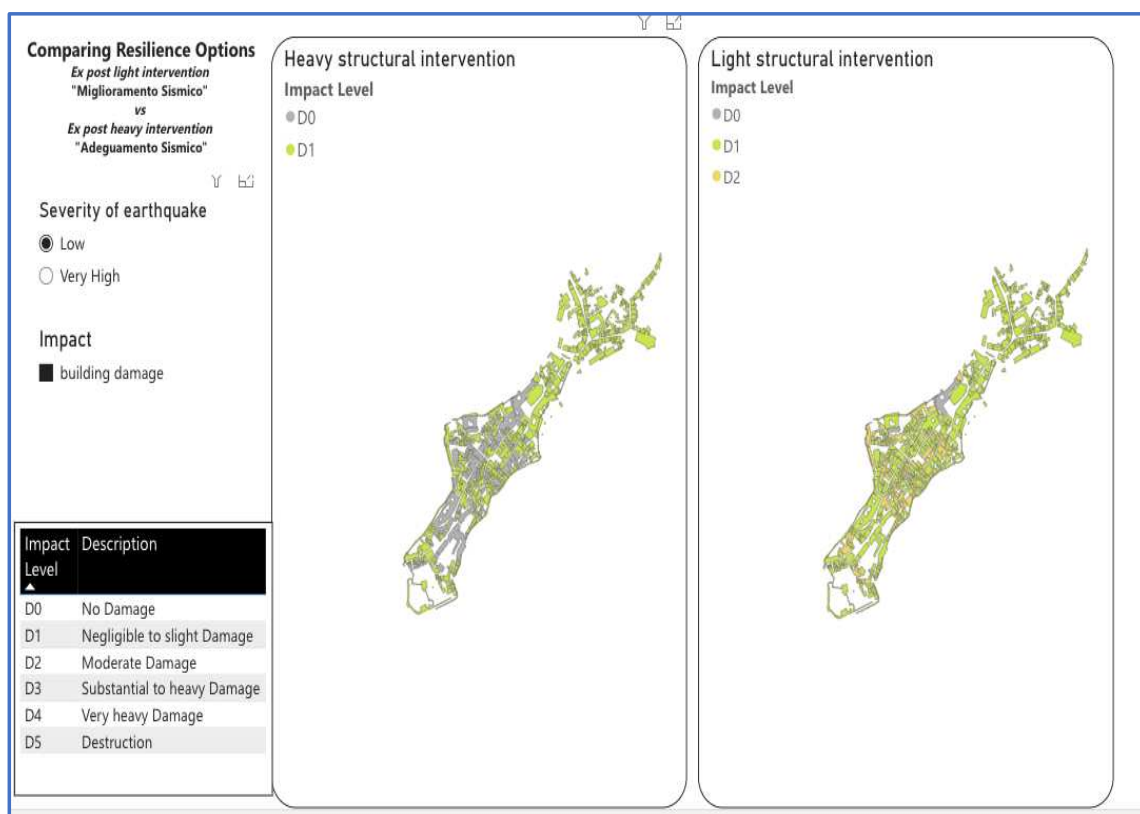 Comparing Resilience Options
Ex post light intervention
"Miglioramento Sismico"
vs
Ex post heavy intervention
"Adeguamento Sismico"
Severity of earthquake
Low
Very High
Impact
building damage
Impact Level
Description
D0 No Damage
D1 Negligible to slight Damage
D2 Moderate Damage
D3 Substantial to heavy Damage
D4 Very heavy Damage
D5 Destruction
Heavy structural intervention
Impact Level
D0
D1
Light structural intervention
Impact Level
D0
D1
D2